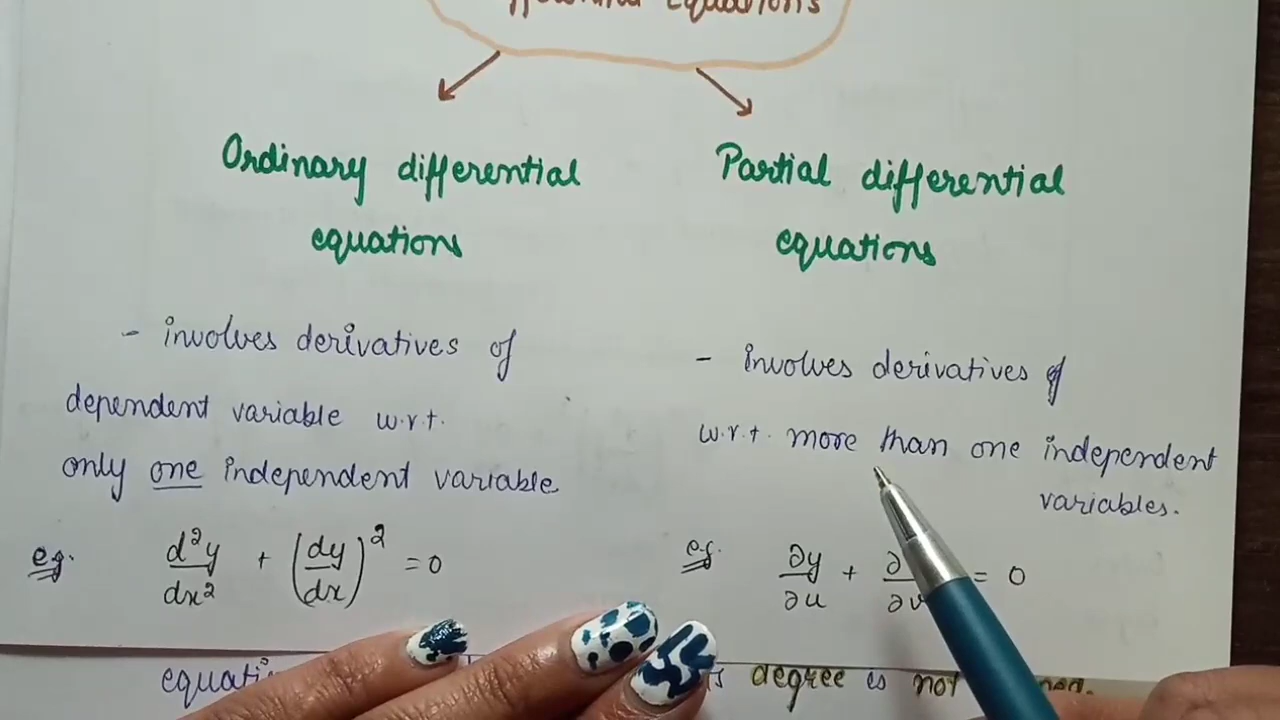 Equations
Ordinary differential
equations
- involves derivatives of
dependent variable w.r.t.
only one independent variable
eg. d²y/dx² + (dy/dx)² = 0
Partial differential
equations
- Involves derivatives of
w.r.t. more than one independent
variables.
eg. ∂y/∂u + = 0
degree is not